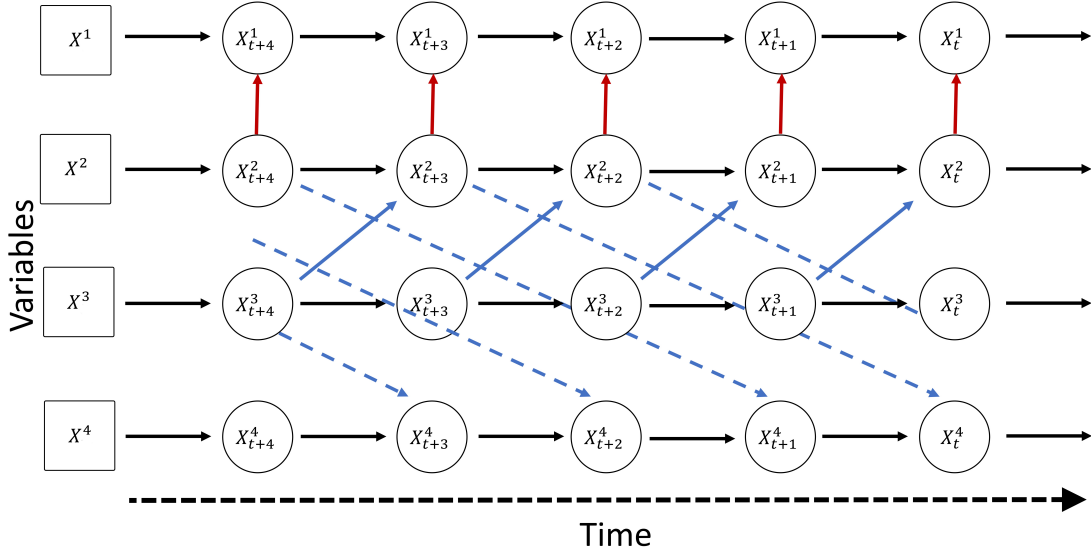 X¹ X¹ₜ₊₄ X¹ₜ₊₃ X¹ₜ₊₂ X¹ₜ₊₁ X¹ₜ
X² X²ₜ₊₄ X²ₜ₊₃ X²ₜ₊₂ X²ₜ₊₁ X²ₜ
Variables
X³ X³ₜ₊₄ X³ₜ₊₃ X³ₜ₊₂ X³ₜ₊₁ X³ₜ
X⁴ X⁴ₜ₊₄ X⁴ₜ₊₃ X⁴ₜ₊₂ X⁴ₜ₊₁ X⁴ₜ
Time